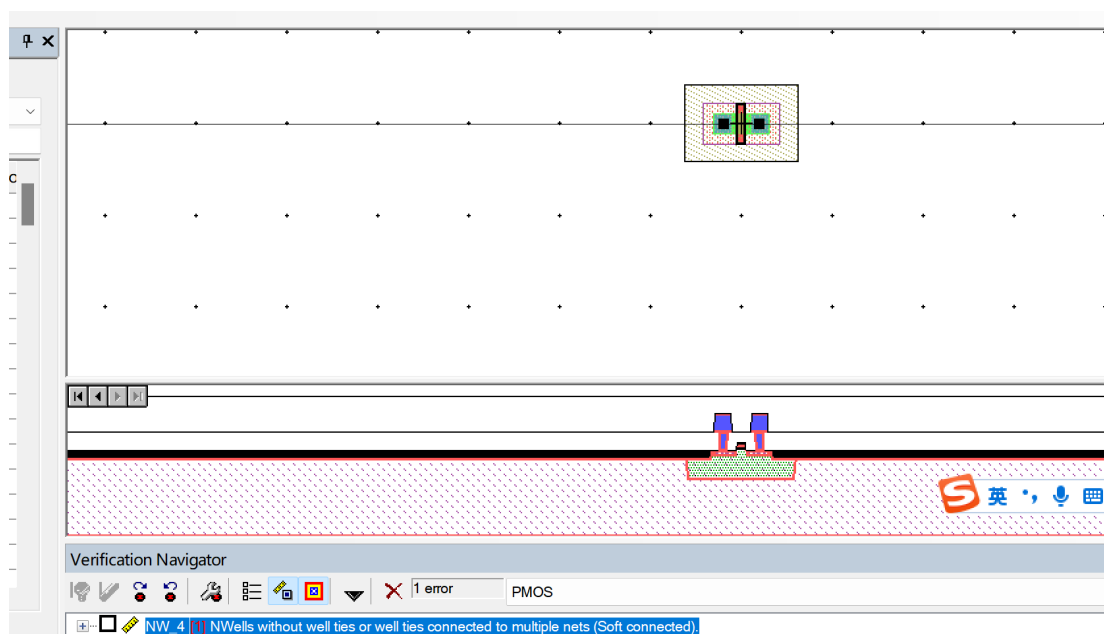 英
Verification Navigator
1 error
PMOS
NW_4 [1] NWells without well ties or well ties connected to multiple nets (Soft connected).